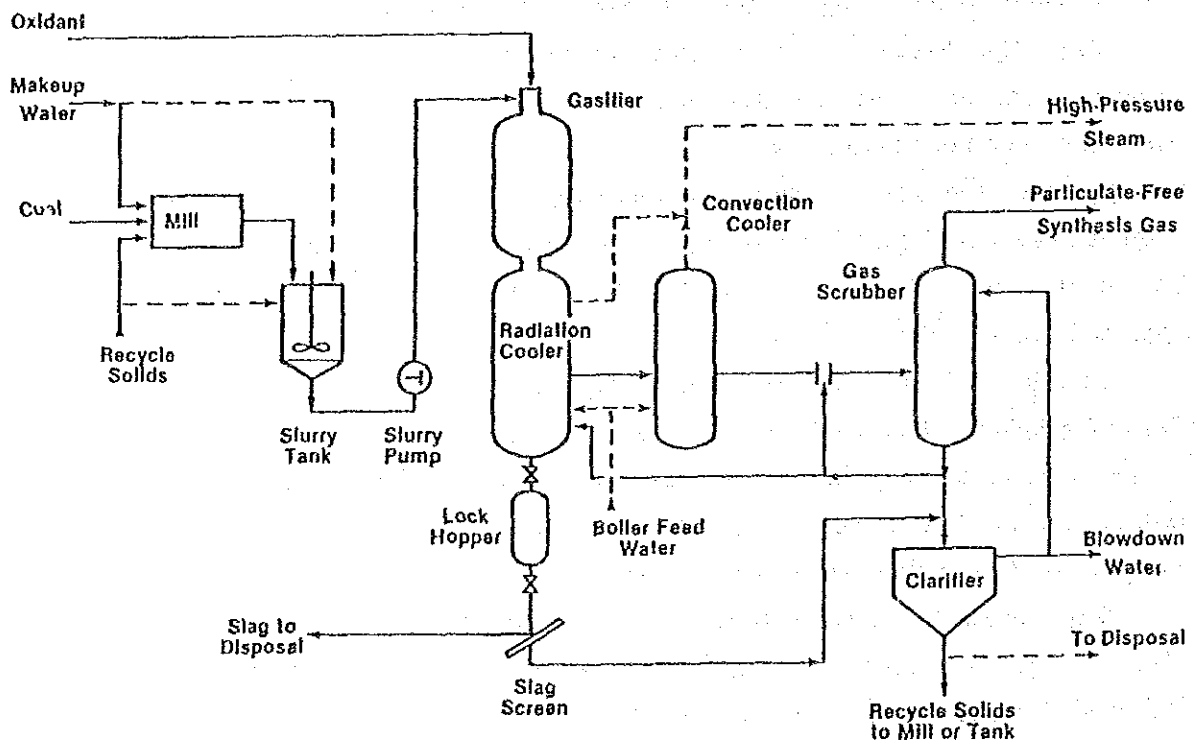 Oxidant
Makeup
Water
Coal
Mill
Recycle
Solids
Slurry
Tank
Slurry
Pump
Gasifier
Radiation
Cooler
Lock
Hopper
Slag to
Disposal
Slag
Screen
Boiler Feed
Water
Convection
Cooler
Gas
Scrubber
High-Pressure
Steam
Particulate-Free
Synthesis Gas
Clarifier
Blowdown
Water
To Disposal
Recycle Solids
to Mill or Tank